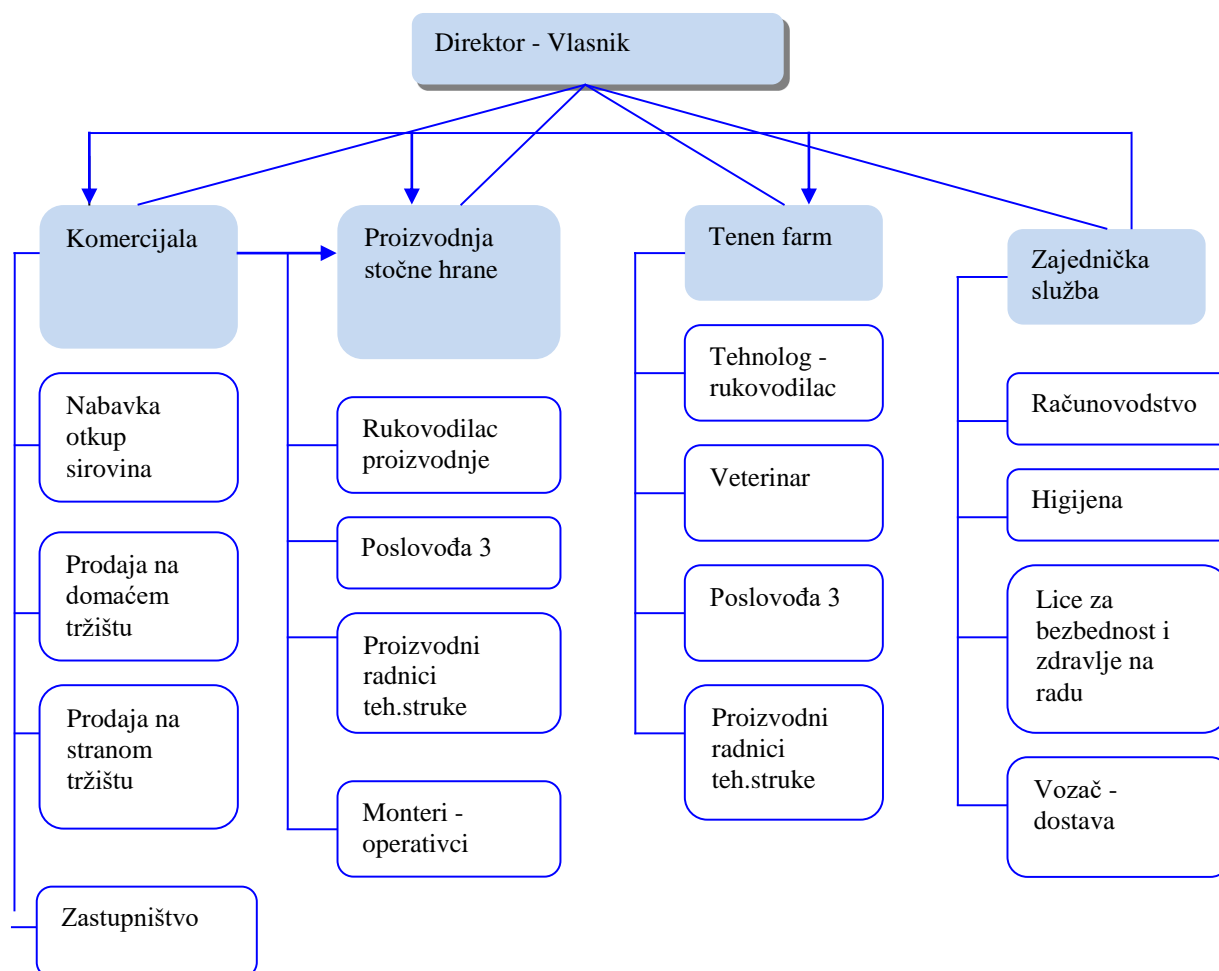 Direktor - Vlasnik
Komercijala
Nabavka
otkup
sirovina
Prodaja na
domaćem
tržištu
Prodaja na
stranom
tržištu
Zastupništvo
Proizvodnja
stočne hrane
Rukovodilac
proizvodnje
Poslovođa 3
Proizvodni
radnici
teh.struke
Monteri -
operativci
Tenen farm
Tehnolog -
rukovodilac
Veterinar
Poslovođa 3
Proizvodni
radnici
teh.struke
Zajednička
služba
Računovodstvo
Higijena
Lice za
bezbednost i
zdravlje na
radu
Vozač -
dostava